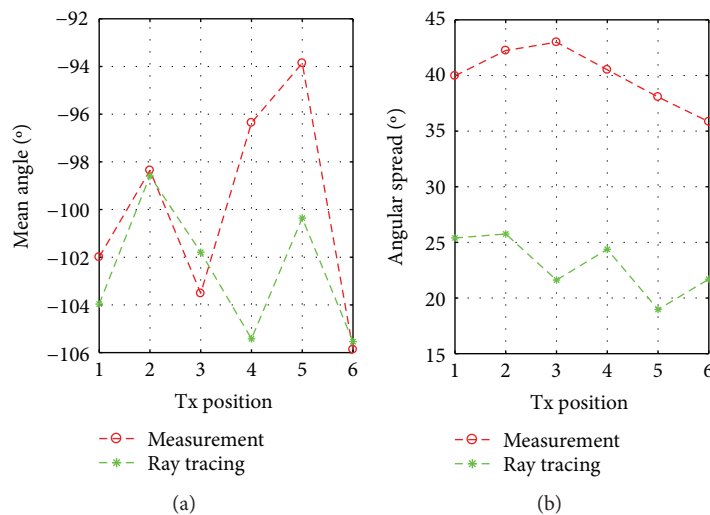 Mean angle (°)
−92
−94
−96
−98
−100
−102
−104
−106
1 2 3 4 5 6
Tx position
Measurement
Ray tracing
(a)
Angular spread (°)
45
40
35
30
25
20
15
1 2 3 4 5 6
Tx position
Measurement
Ray tracing
(b)